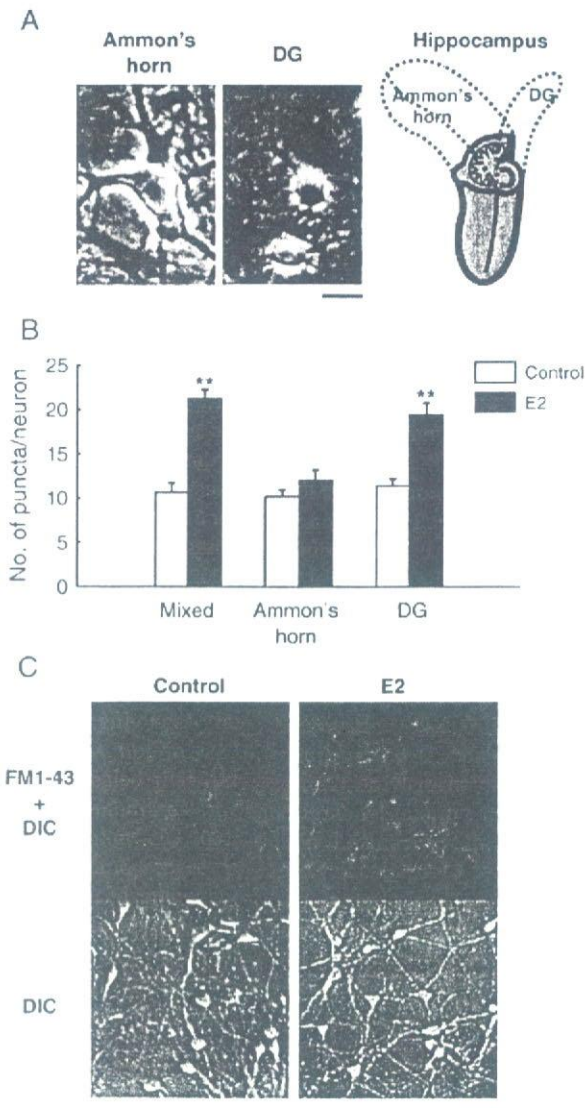 A
Ammon's
horn
DG
Hippocampus
Ammon's
horn
DG
B
No. of puncta/neuron
25
20
15
10
5
0
**
**
Control
E2
Mixed
Ammon's
horn
DG
C
Control
E2
FM1-43
+
DIC
DIC